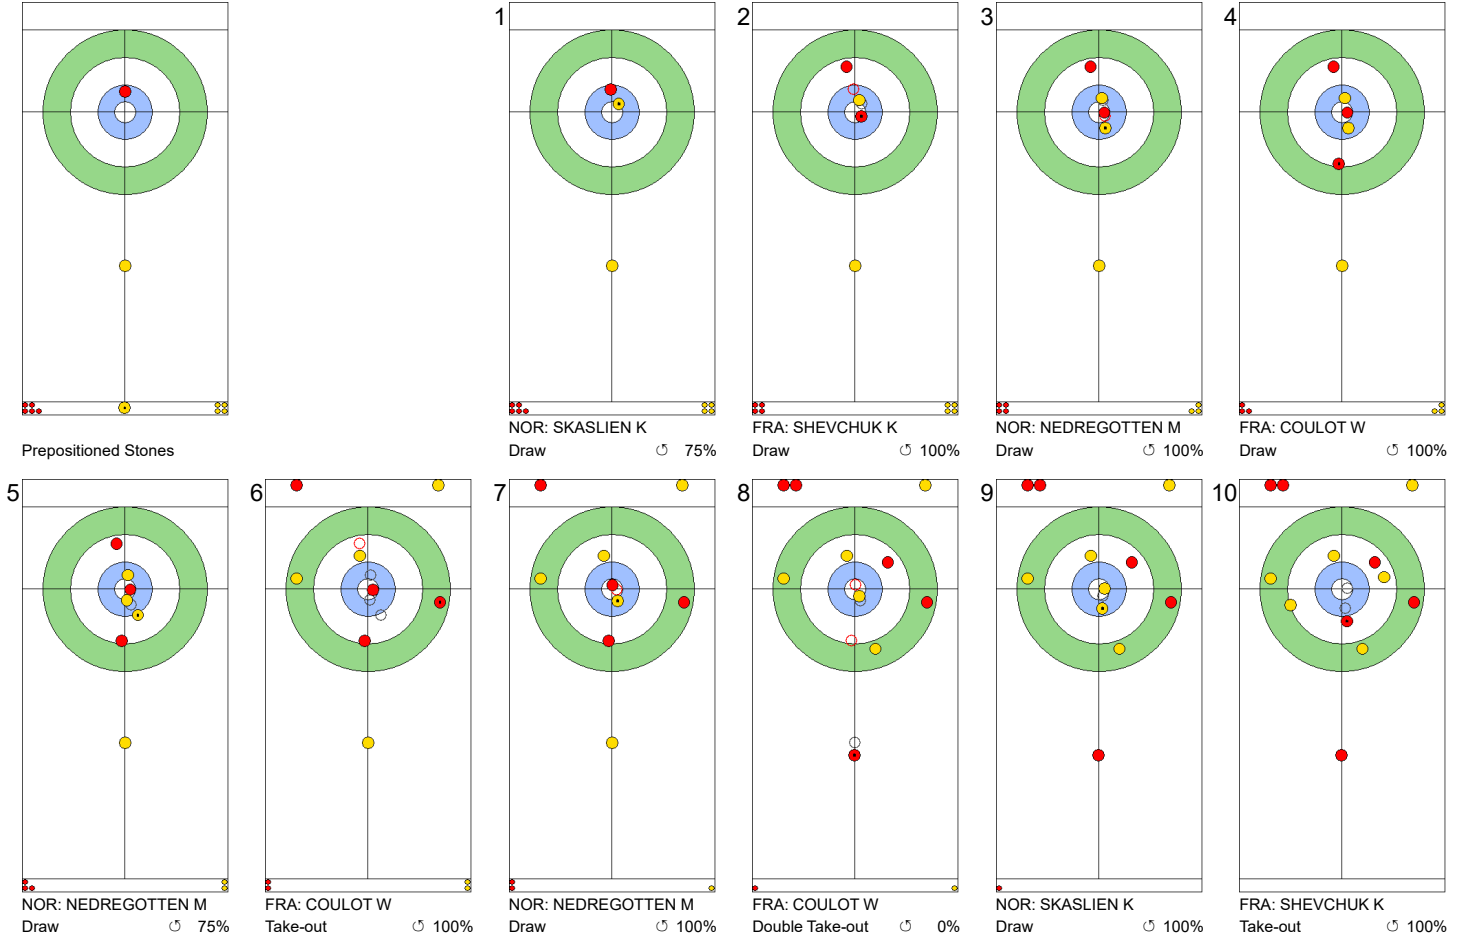 1
2
3
4
Prepositioned Stones
NOR: SKASLIEN K
Draw 75%
FRA: SHEVCHUK K
Draw 100%
NOR: NEDREGOTTEN M
Draw 100%
FRA: COULOT W
Draw 100%
5
6
7
8
9
10
NOR: NEDREGOTTEN M
Draw 75%
FRA: COULOT W
Take-out 100%
NOR: NEDREGOTTEN M
Draw 100%
FRA: COULOT W
Double Take-out 0%
NOR: SKASLIEN K
Draw 100%
FRA: SHEVCHUK K
Take-out 100%